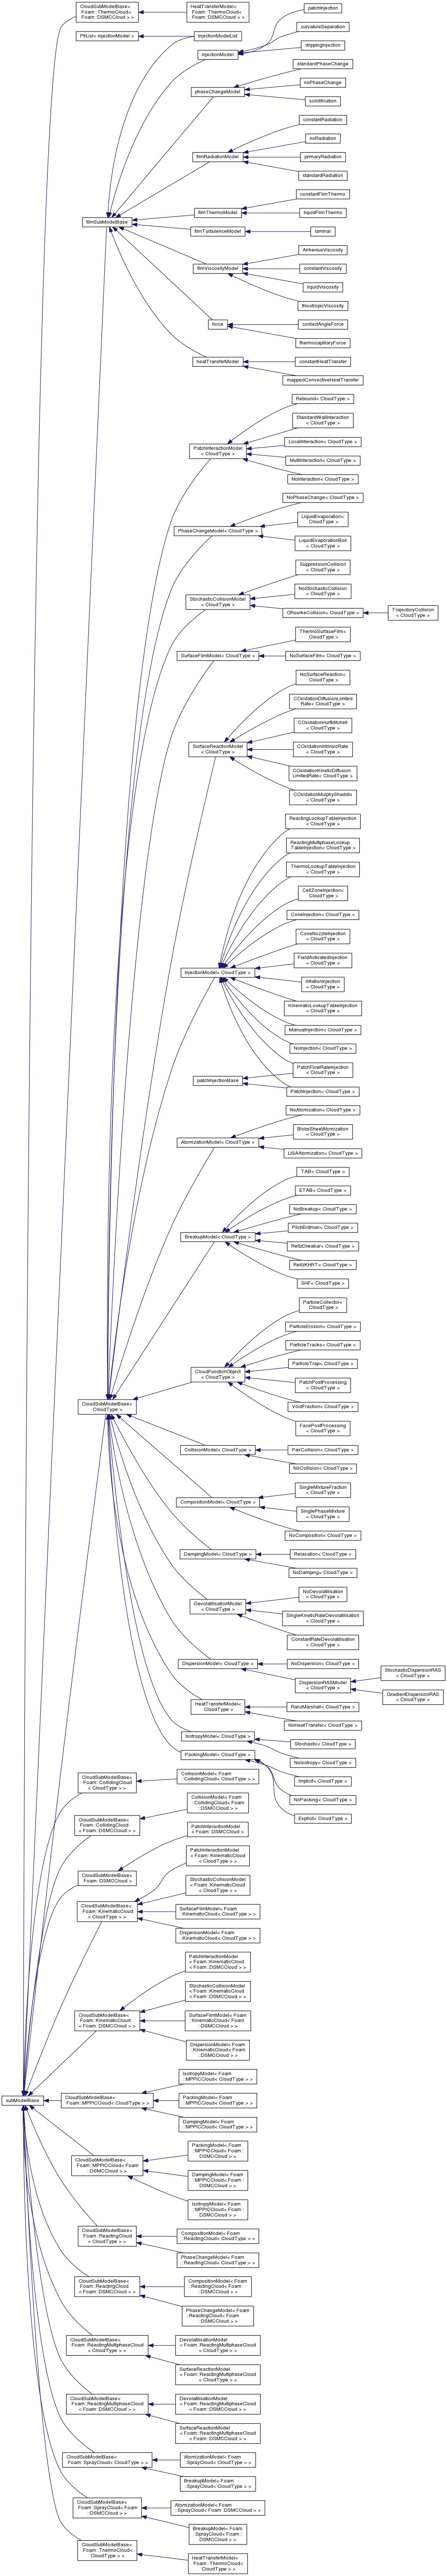 CloudSubModelBase<
Foam::ThermoCloud<
Foam::DSMCCloud > >
HeatTransferModel<
Foam::ThermoCloud<
Foam::DSMCCloud > >
PtrList< injectionModel >
injectionModelList
injectionModel
patchInjection
curvatureSeparation
drippingInjection
phaseChangeModel
standardPhaseChange
noPhaseChange
solidification
filmRadiationModel
constantRadiation
noRadiation
primaryRadiation
standardRadiation
filmSubModelBase
filmThermoModel
constantFilmThermo
liquidFilmThermo
filmTurbulenceModel
laminar
filmViscosityModel
ArrheniusViscosity
constantViscosity
liquidViscosity
thixotropicViscosity
force
contactAngleForce
thermocapillaryForce
heatTransferModel
constantHeatTransfer
mappedConvectiveHeatTransfer
PatchInteractionModel
< CloudType >
Rebound< CloudType >
StandardWallInteraction
< CloudType >
LocalInteraction< CloudType >
MultiInteraction< CloudType >
NoInteraction< CloudType >
PhaseChangeModel< CloudType >
NoPhaseChange< CloudType >
LiquidEvaporation<
CloudType >
LiquidEvaporationBoil
< CloudType >
StochasticCollisionModel
< CloudType >
SuppressionCollision
< CloudType >
NoStochasticCollision
< CloudType >
ORourkeCollision< CloudType >
TrajectoryCollision
< CloudType >
SurfaceFilmModel< CloudType >
ThermoSurfaceFilm<
CloudType >
NoSurfaceFilm< CloudType >
SurfaceReactionModel
< CloudType >
NoSurfaceReaction<
CloudType >
COxidationDiffusionLimited
Rate< CloudType >
COxidationHurtMitchell
< CloudType >
COxidationIntrinsicRate
< CloudType >
COxidationKineticDiffusion
LimitedRate< CloudType >
COxidationMurphyShaddix
< CloudType >
InjectionModel< CloudType >
ReactingLookupTableInjection
< CloudType >
ReactingMultiphaseLookup
TableInjection< CloudType >
ThermoLookupTableInjection
< CloudType >
CellZoneInjection<
CloudType >
ConeInjection< CloudType >
ConeNozzleInjection
< CloudType >
FieldActivatedInjection
< CloudType >
InflationInjection
< CloudType >
KinematicLookupTableInjection
< CloudType >
ManualInjection< CloudType >
NoInjection< CloudType >
PatchFlowRateInjection
< CloudType >
PatchInjection< CloudType >
patchInjectionBase
AtomizationModel< CloudType >
NoAtomization< CloudType >
BlobsSheetAtomization
< CloudType >
LISAAtomization< CloudType >
BreakupModel< CloudType >
TAB< CloudType >
ETAB< CloudType >
NoBreakup< CloudType >
PilchErdman< CloudType >
ReitzDiwakar< CloudType >
ReitzKHRT< CloudType >
SHF< CloudType >
CloudSubModelBase<
CloudType >
CloudFunctionObject
< CloudType >
ParticleCollector<
CloudType >
ParticleErosion< CloudType >
ParticleTracks< CloudType >
ParticleTrap< CloudType >
PatchPostProcessing
< CloudType >
VoidFraction< CloudType >
FacePostProcessing
< CloudType >
CollisionModel< CloudType >
PairCollision< CloudType >
NoCollision< CloudType >
CompositionModel< CloudType >
SingleMixtureFraction
< CloudType >
SinglePhaseMixture
< CloudType >
NoComposition< CloudType >
DampingModel< CloudType >
Relaxation< CloudType >
NoDamping< CloudType >
DevolatilisationModel
< CloudType >
NoDevolatilisation
< CloudType >
SingleKineticRateDevolatilisation
< CloudType >
ConstantRateDevolatilisation
< CloudType >
DispersionModel< CloudType >
NoDispersion< CloudType >
DispersionRASModel
< CloudType >
StochasticDispersionRAS
< CloudType >
GradientDispersionRAS
< CloudType >
HeatTransferModel<
CloudType >
RanzMarshall< CloudType >
NoHeatTransfer< CloudType >
IsotropyModel< CloudType >
Stochastic< CloudType >
NoIsotropy< CloudType >
PackingModel< CloudType >
Implicit< CloudType >
NoPacking< CloudType >
Explicit< CloudType >
CloudSubModelBase<
Foam::CollidingCloud
< CloudType > >
CollisionModel< Foam
::CollidingCloud< CloudType > >
CloudSubModelBase<
Foam::CollidingCloud
< Foam::DSMCCloud > >
CollisionModel< Foam
::CollidingCloud< Foam
::DSMCCloud > >
CloudSubModelBase<
Foam::DSMCCloud >
PatchInteractionModel
< Foam::DSMCCloud >
CloudSubModelBase<
Foam::KinematicCloud
< CloudType > >
PatchInteractionModel
< Foam::KinematicCloud
< CloudType > >
StochasticCollisionModel
< Foam::KinematicCloud
< CloudType > >
SurfaceFilmModel< Foam
::KinematicCloud< CloudType > >
DispersionModel< Foam
::KinematicCloud< CloudType > >
CloudSubModelBase<
Foam::KinematicCloud
< Foam::DSMCCloud > >
PatchInteractionModel
< Foam::KinematicCloud
< Foam::DSMCCloud > >
StochasticCollisionModel
< Foam::KinematicCloud
< Foam::DSMCCloud > >
SurfaceFilmModel< Foam
::KinematicCloud< Foam
::DSMCCloud > >
DispersionModel< Foam
::KinematicCloud< Foam
::DSMCCloud > >
subModelBase
CloudSubModelBase<
Foam::MPPICCloud< CloudType > >
IsotropyModel< Foam
::MPPICCloud< CloudType > >
PackingModel< Foam
::MPPICCloud< CloudType > >
DampingModel< Foam
::MPPICCloud< CloudType > >
CloudSubModelBase<
Foam::MPPICCloud< Foam
::DSMCCloud > >
PackingModel< Foam
::MPPICCloud< Foam::
DSMCCloud > >
DampingModel< Foam
::MPPICCloud< Foam::
DSMCCloud > >
IsotropyModel< Foam
::MPPICCloud< Foam::
DSMCCloud > >
CloudSubModelBase<
Foam::ReactingCloud
< CloudType > >
CompositionModel< Foam
::ReactingCloud< CloudType > >
PhaseChangeModel< Foam
::ReactingCloud< CloudType > >
CloudSubModelBase<
Foam::ReactingCloud
< Foam::DSMCCloud > >
CompositionModel< Foam
::ReactingCloud< Foam
::DSMCCloud > >
PhaseChangeModel< Foam
::ReactingCloud< Foam
::DSMCCloud > >
CloudSubModelBase<
Foam::ReactingMultiphaseCloud
< CloudType > >
DevolatilisationModel
< Foam::ReactingMultiphaseCloud
< CloudType > >
SurfaceReactionModel
< Foam::ReactingMultiphaseCloud
< CloudType > >
CloudSubModelBase<
Foam::ReactingMultiphaseCloud
< Foam::DSMCCloud > >
DevolatilisationModel
< Foam::ReactingMultiphaseCloud
< Foam::DSMCCloud > >
SurfaceReactionModel
< Foam::ReactingMultiphaseCloud
< Foam::DSMCCloud > >
CloudSubModelBase<
Foam::SprayCloud< CloudType > >
AtomizationModel< Foam
::SprayCloud< CloudType > >
BreakupModel< Foam
::SprayCloud< CloudType > >
CloudSubModelBase<
Foam::SprayCloud< Foam
::DSMCCloud > >
AtomizationModel< Foam
::SprayCloud< Foam::DSMCCloud > >
BreakupModel< Foam
::SprayCloud< Foam::
DSMCCloud > >
CloudSubModelBase<
Foam::ThermoCloud<
CloudType > >
HeatTransferModel<
Foam::ThermoCloud<
CloudType > >